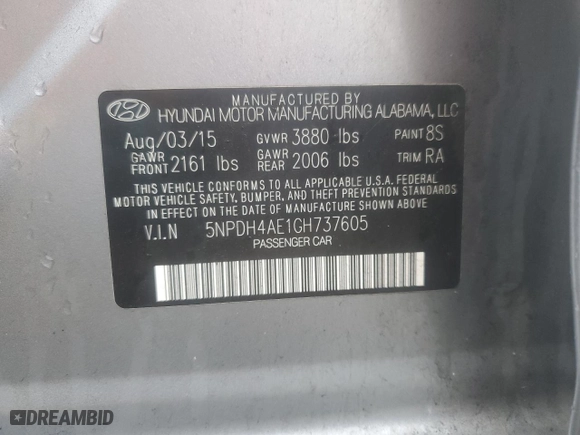 MANUFACTURED BY
HYUNDAI MOTOR MANUFACTURING ALABAMA, LLC
Aug/03/15 GVWR 3880 lbs PAINT 8S
GAWR FRONT 2161 lbs GAWR REAR 2006 lbs TRIM RA
THIS VEHICLE CONFORMS TO ALL APPLICABLE U.S.A. FEDERAL
MOTOR VEHICLE SAFETY, BUMPER, AND THEFT PREVENTION STANDARDS
IN EFFECT ON THE DATE OF MANUFACTURE SHOWN ABOVE.
V.I.N 5NPDH4AE1GH737605
PASSENGER CAR
DREAMBID